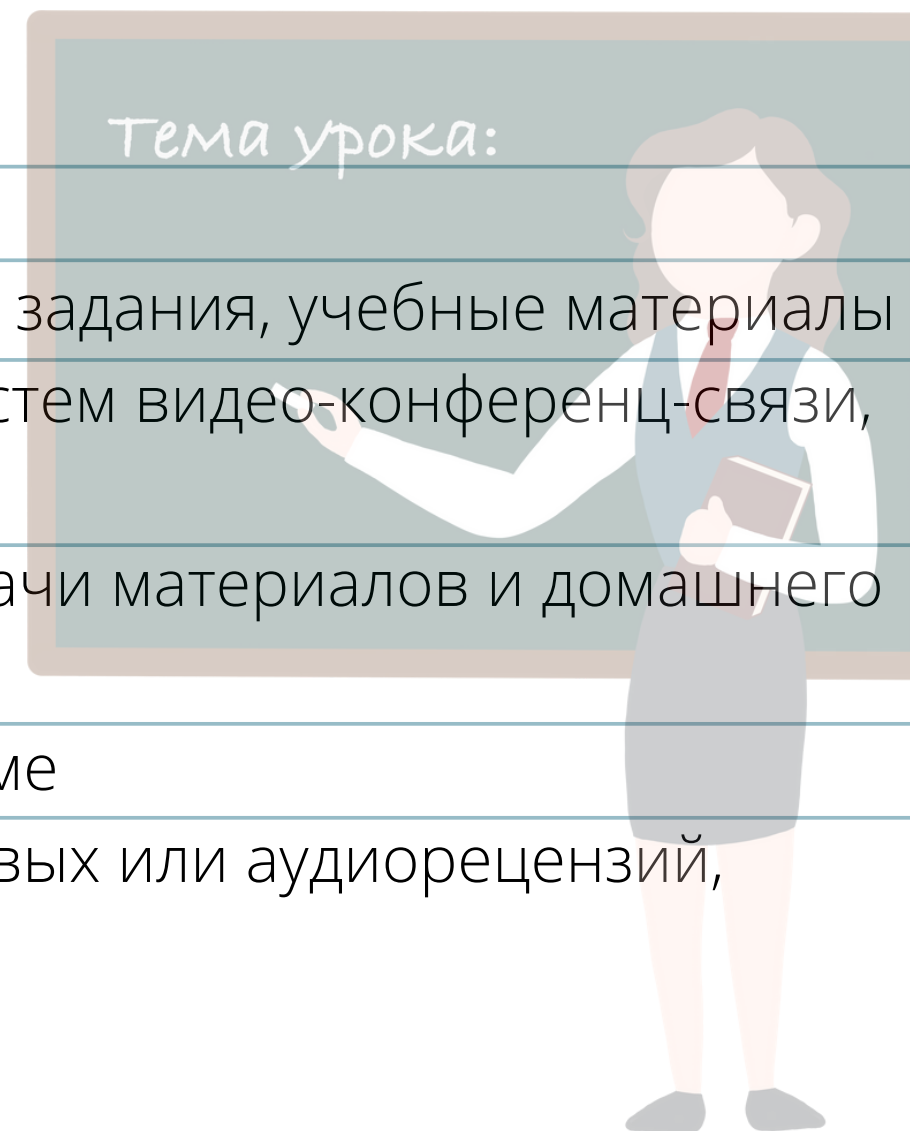 Тема урока:
задания, учебные материалы
стем видео-конференц-связи,
ачи материалов и домашнего
ме
вых или аудиорецензий,